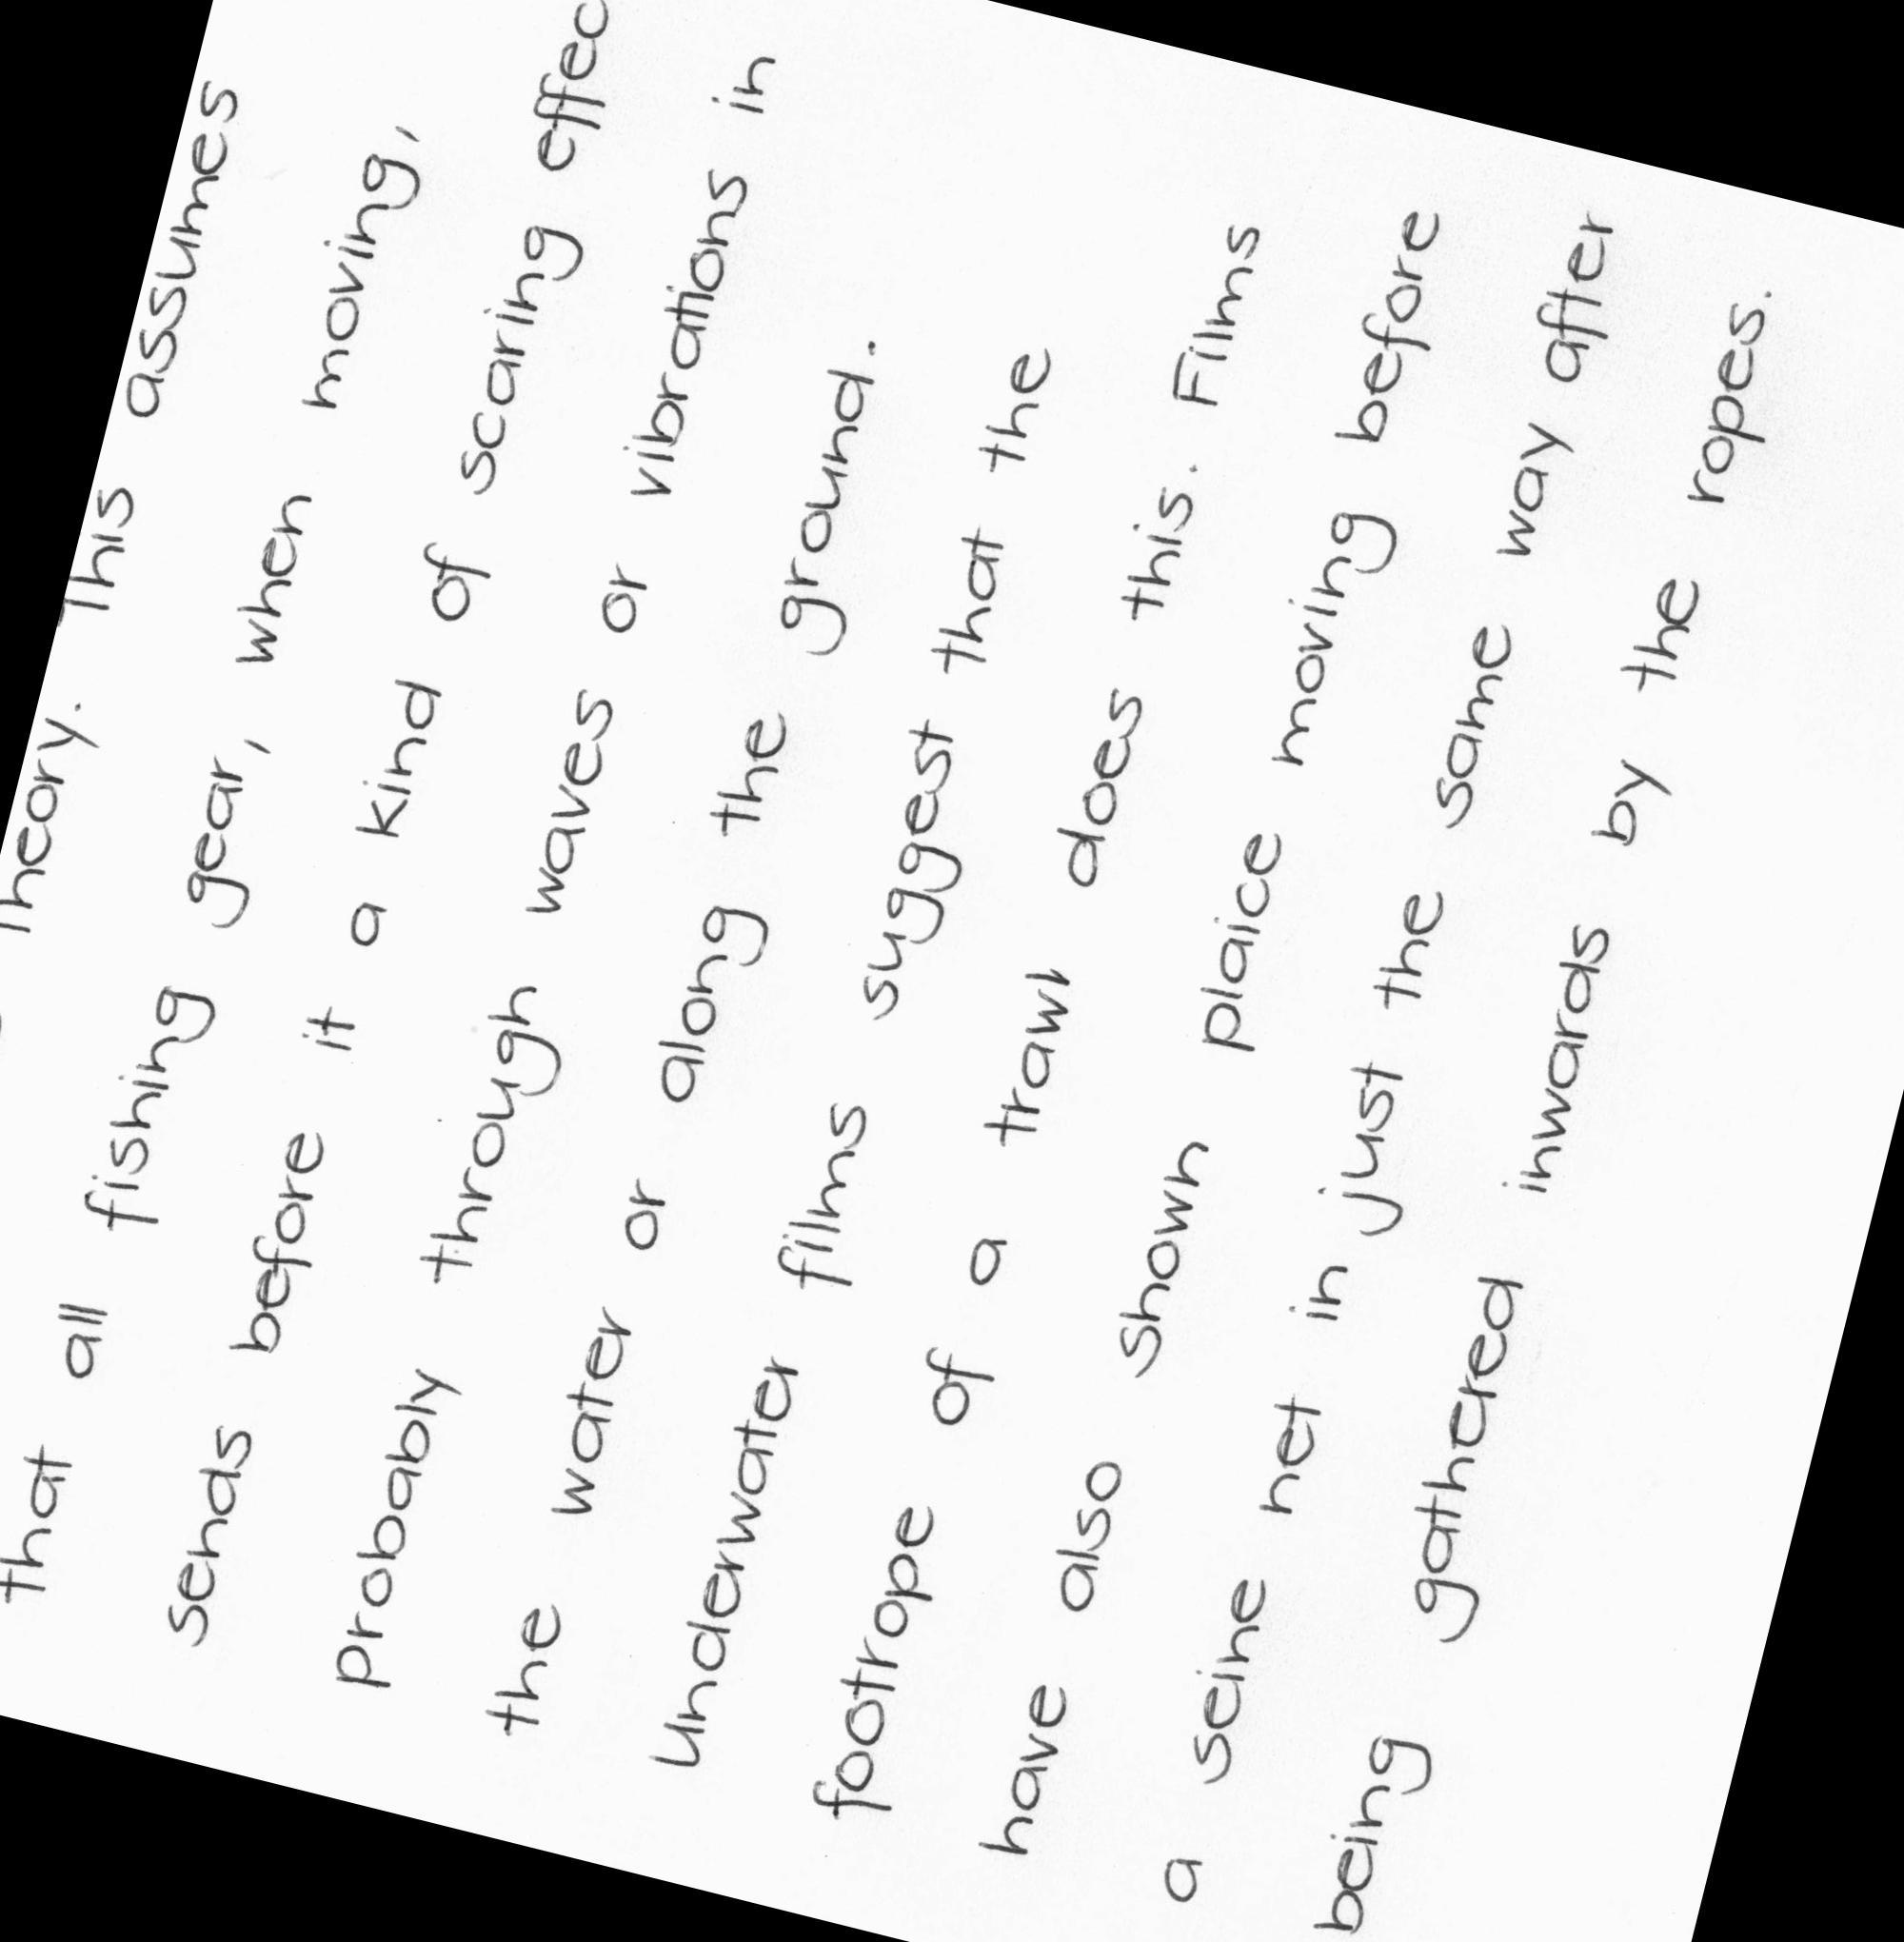 theory. This assumes
that all fishing gear, when moving,
sends before it a kind of scaring effec
probably through waves or vibrations in
the water or along the ground.
Underwater films suggest that the
footrope of a trawl does this. Films
have also shown plaice moving before
a seine net in just the same way after
being gathered inwards by the ropes.